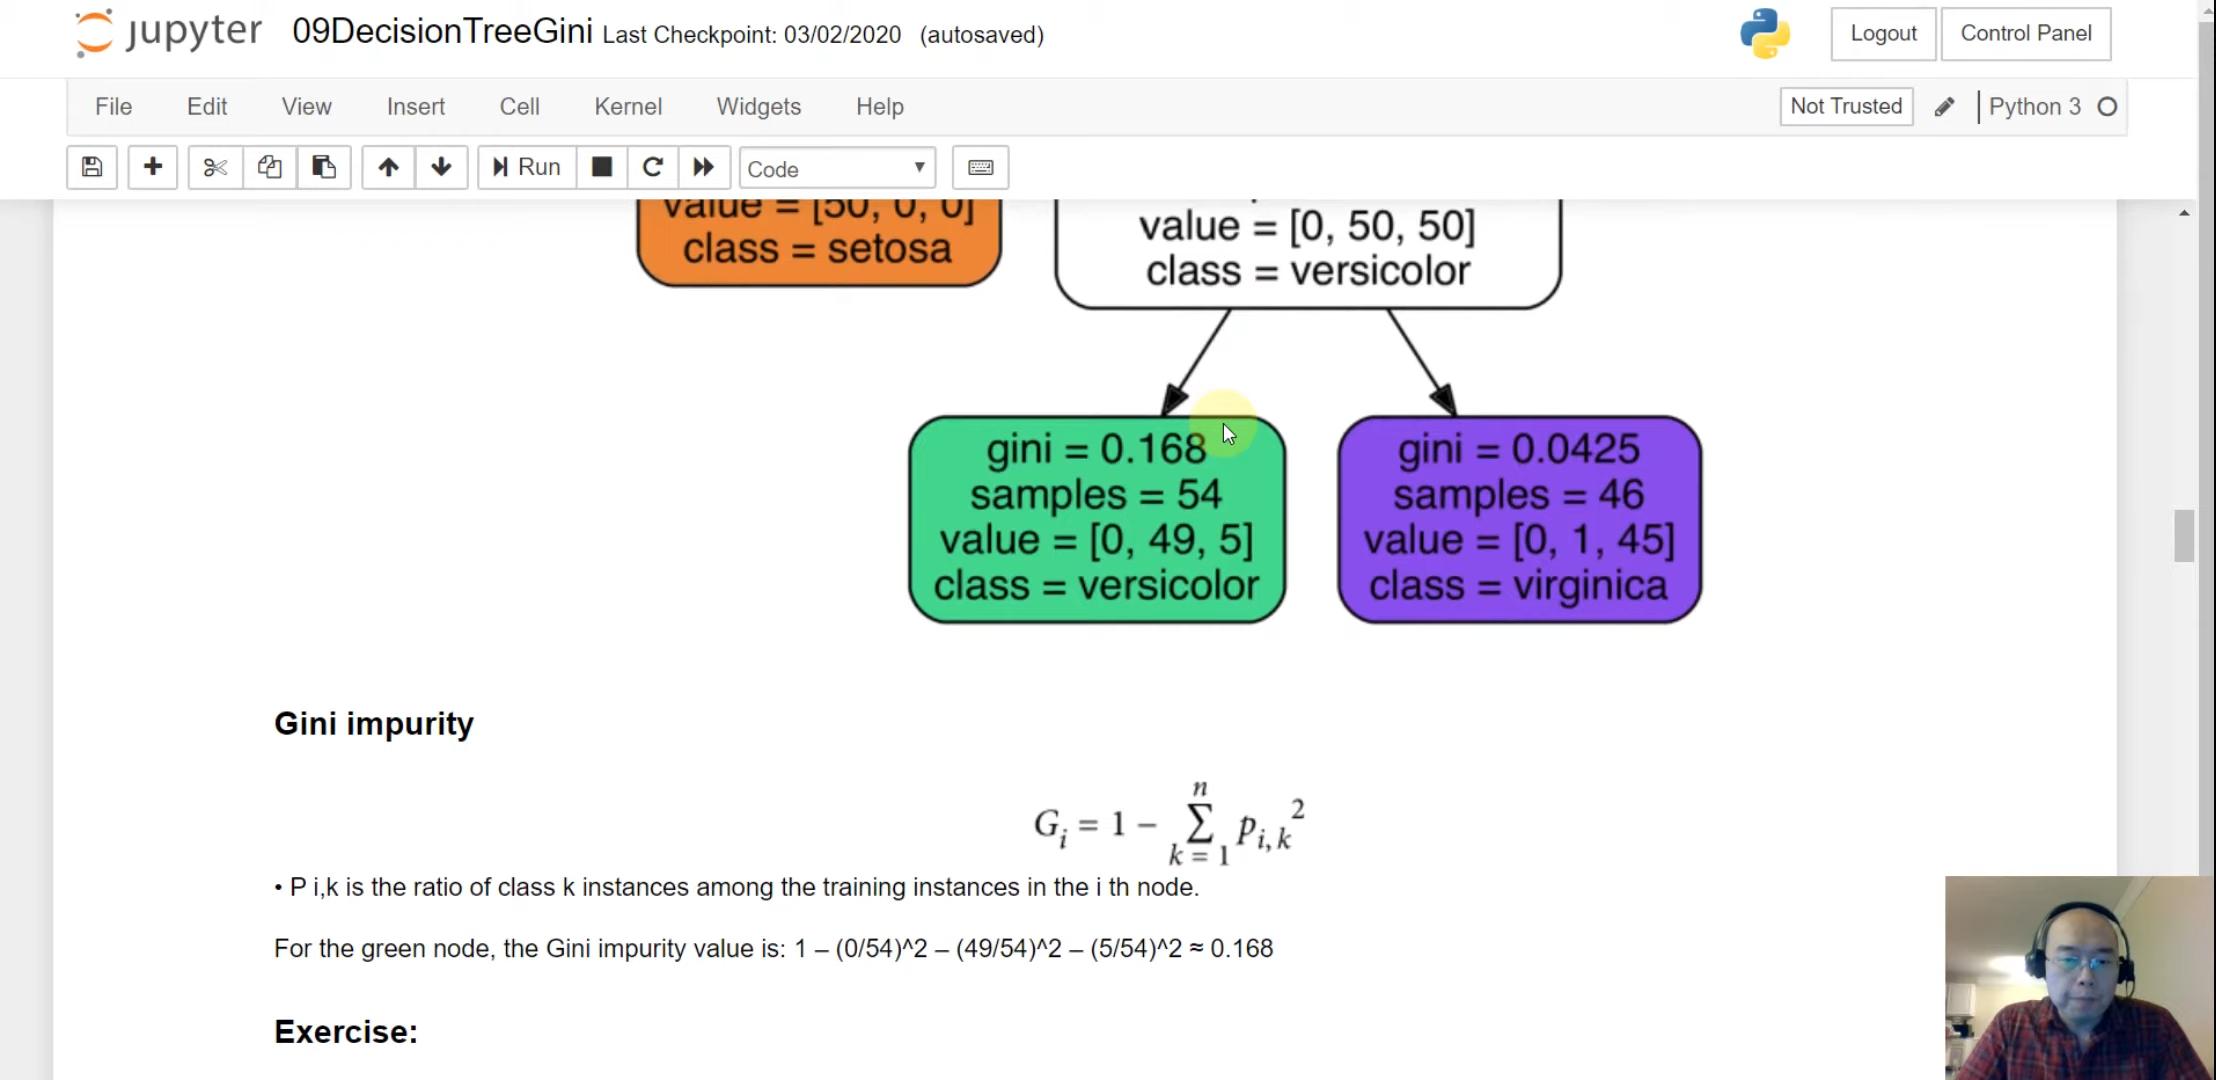 jupyter 09DecisionTreeGini Last Checkpoint: 03/02/2020 (autosaved)
Logout
Control Panel
File Edit View Insert Cell Kernel Widgets Help
Not Trusted
Python 3
Run
Code
value = [50, 0, 0]
class = setosa
value = [0, 50, 50]
class = versicolor
gini = 0.168
samples = 54
value = [0, 49, 5]
class = versicolor
gini = 0.0425
samples = 46
value = [0, 1, 45]
class = virginica
Gini impurity
G_i = 1 − ∑_{k = 1}^{n} p_{i, k}^2
• P i,k is the ratio of class k instances among the training instances in the i th node.
For the green node, the Gini impurity value is: 1 – (0/54)^2 – (49/54)^2 – (5/54)^2 ≈ 0.168
Exercise: